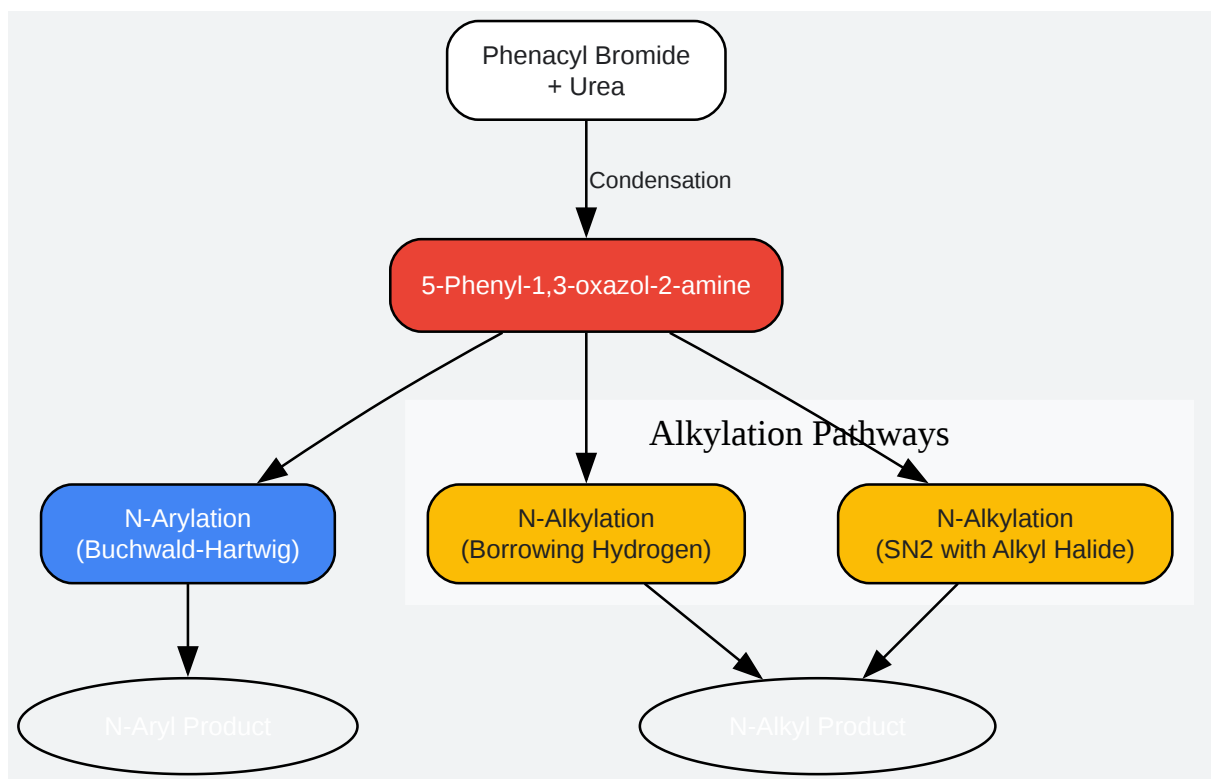 Phenacyl Bromide
+ Urea
Condensation
5-Phenyl-1,3-oxazol-2-amine
Alkylation Pathways
N-Arylation
(Buchwald-Hartwig)
N-Alkylation
(Borrowing Hydrogen)
N-Alkylation
(SN2 with Alkyl Halide)
N-Aryl Product
N-Alkyl Product